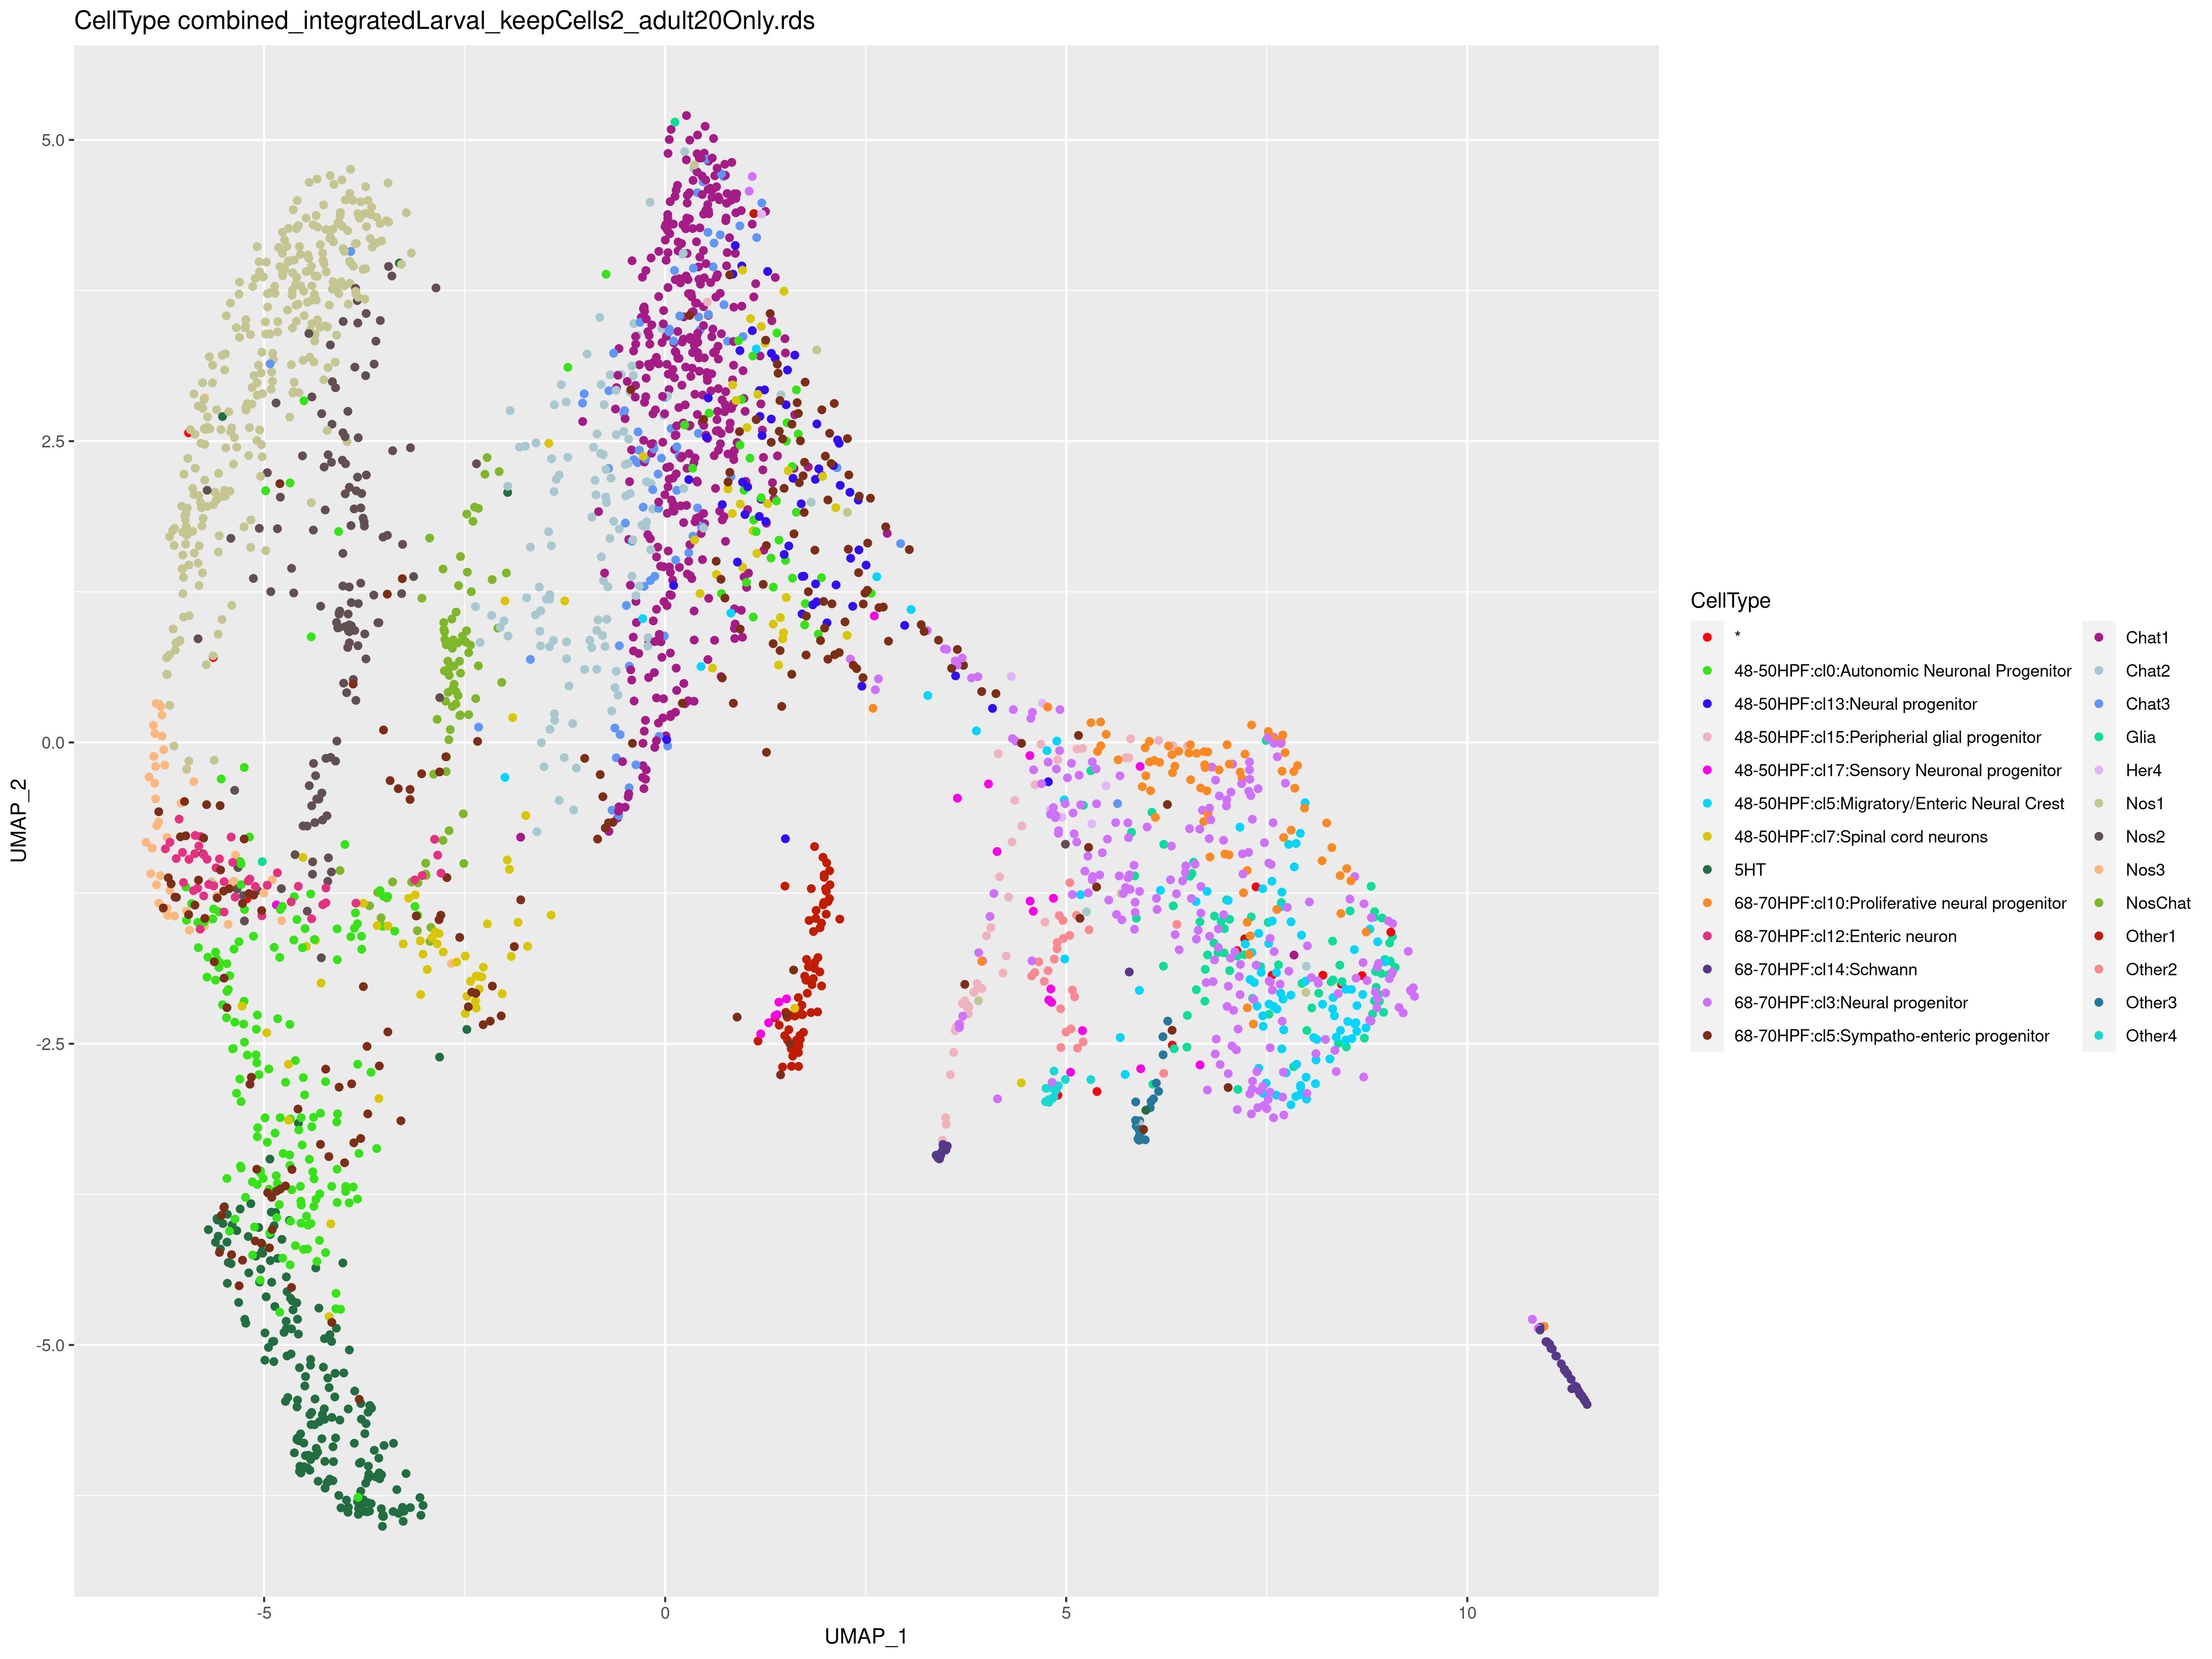 CellType combined_integratedLarval_keepCells2_adult20Only.rds
5.0
2.5
0.0
-2.5
-5.0
UMAP_2
-5
0
5
10
UMAP_1
CellType
*
48-50HPF:cl0:Autonomic Neuronal Progenitor
48-50HPF:cl13:Neural progenitor
48-50HPF:cl15:Peripherial glial progenitor
48-50HPF:cl17:Sensory Neuronal progenitor
48-50HPF:cl5:Migratory/Enteric Neural Crest
48-50HPF:cl7:Spinal cord neurons
5HT
68-70HPF:cl10:Proliferative neural progenitor
68-70HPF:cl12:Enteric neuron
68-70HPF:cl14:Schwann
68-70HPF:cl3:Neural progenitor
68-70HPF:cl5:Sympatho-enteric progenitor
Chat1
Chat2
Chat3
Glia
Her4
Nos1
Nos2
Nos3
NosChat
Other1
Other2
Other3
Other4